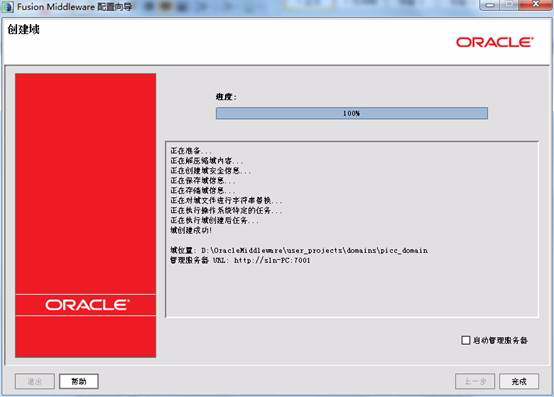 Fusion Middleware 配置向导
创建域
ORACLE
进度:
100%
正在准备...
正在解压缩域内容...
正在创建域安全信息...
正在保存域信息...
正在存储域信息...
正在对域文件进行字符串替换...
正在执行操作系统特定的任务...
正在执行域创建后任务...
域创建成功!
域位置: D:\OracleMiddleware\user_projects\domains\picc_domain
管理服务器 URL: http://sln-PC:7001
ORACLE
启动管理服务器
退出
帮助
上一步
完成